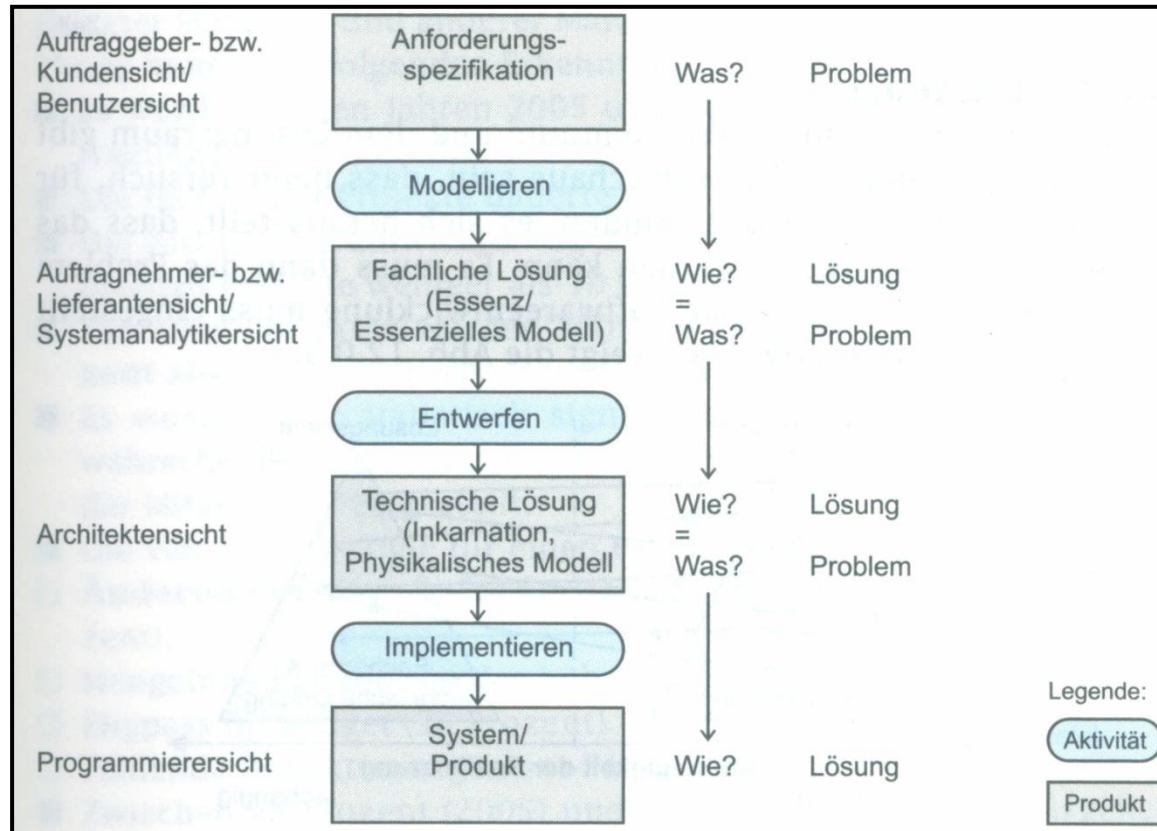 Auftraggeber- bzw.
Kundensicht/
Benutzersicht
Anforderungs-
spezifikation
Was? Problem
Modellieren
Auftragnehmer- bzw.
Lieferantensicht/
Systemanalytikersicht
Fachliche Lösung
(Essenz/
Essenzielles Modell)
Wie? Lösung
=
Was? Problem
Entwerfen
Architektensicht
Technische Lösung
(Inkarnation,
Physikalisches Modell
Wie? Lösung
=
Was? Problem
Implementieren
Programmierersicht
System/
Produkt
Wie? Lösung
Legende:
Aktivität
Produkt